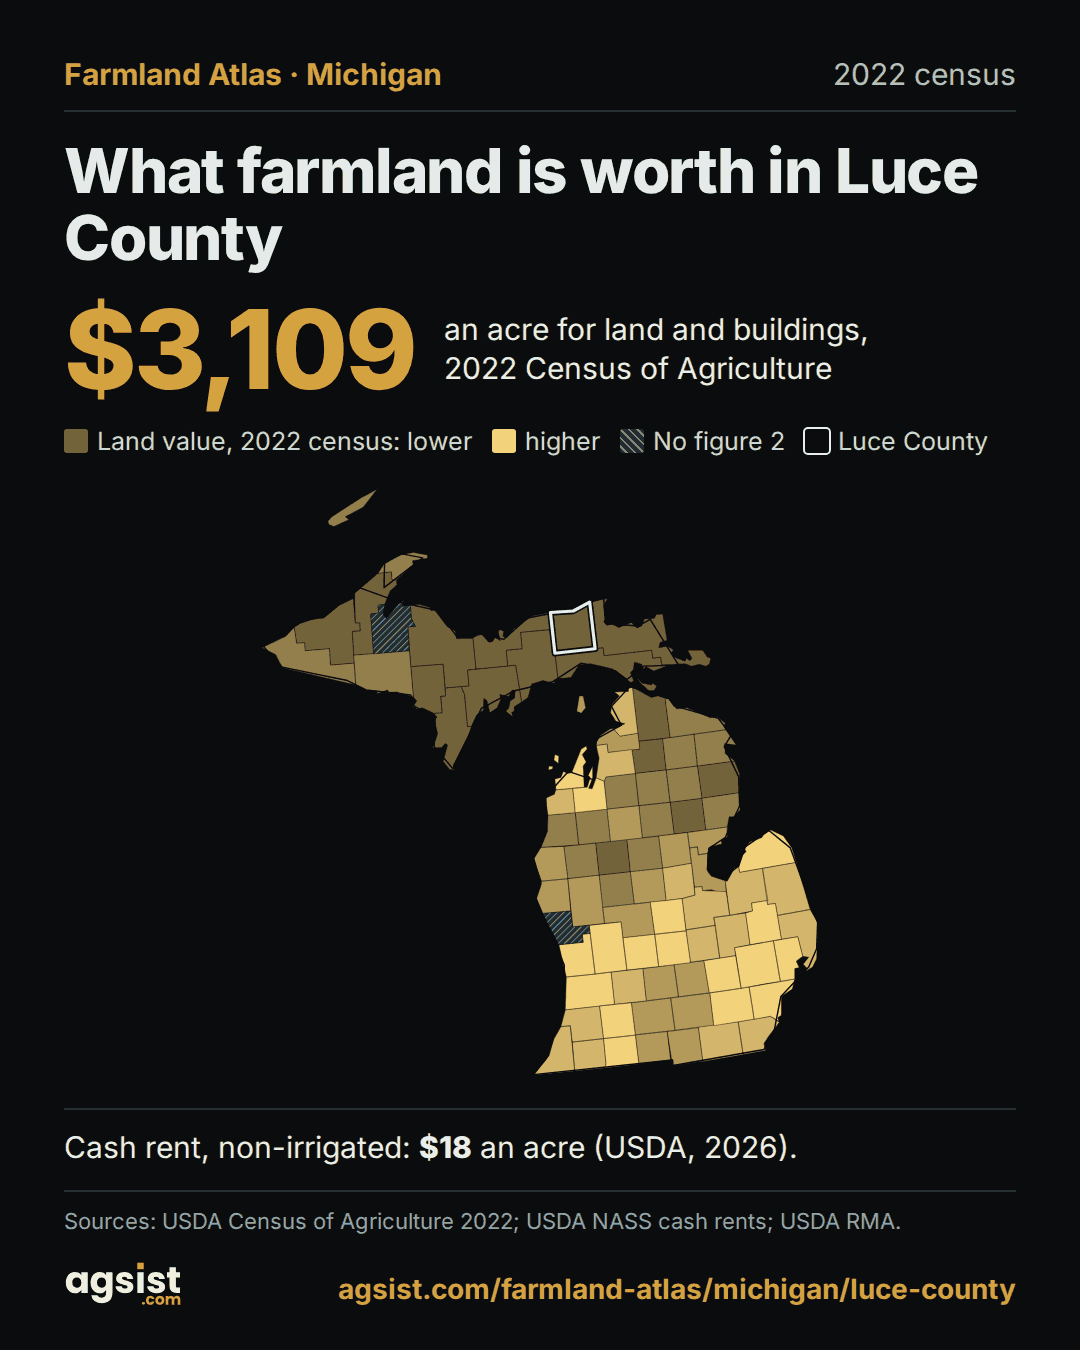 Farmland Atlas · Michigan
2022 census
What farmland is worth in Luce
County
$3,109
an acre for land and buildings,
2022 Census of Agriculture
Land value, 2022 census: lower
higher
No figure 2
Luce County
Cash rent, non-irrigated: $18 an acre (USDA, 2026).
Sources: USDA Census of Agriculture 2022; USDA NASS cash rents; USDA RMA.
agsist
.com
agsist.com/farmland-atlas/michigan/luce-county